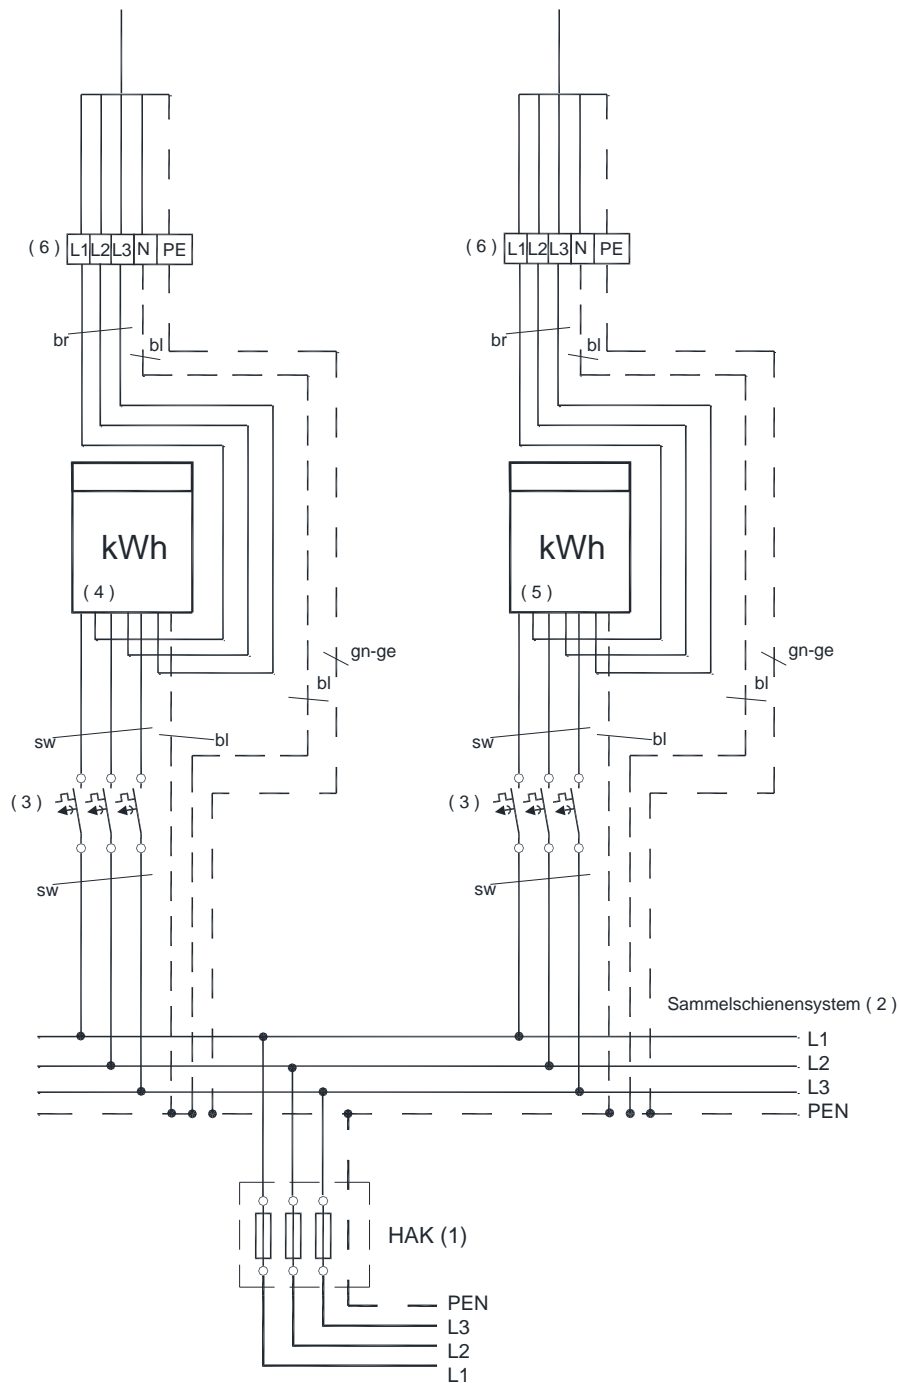 ( 6 ) L1 L2 L3 N PE
( 6 ) L1 L2 L3 N PE
br
bl
br
bl
kWh
( 4 )
kWh
( 5 )
gn-ge
bl
gn-ge
bl
sw
bl
sw
bl
( 3 )
( 3 )
sw
sw
Sammelschienensystem ( 2 )
L1
L2
L3
PEN
HAK (1)
PEN
L3
L2
L1